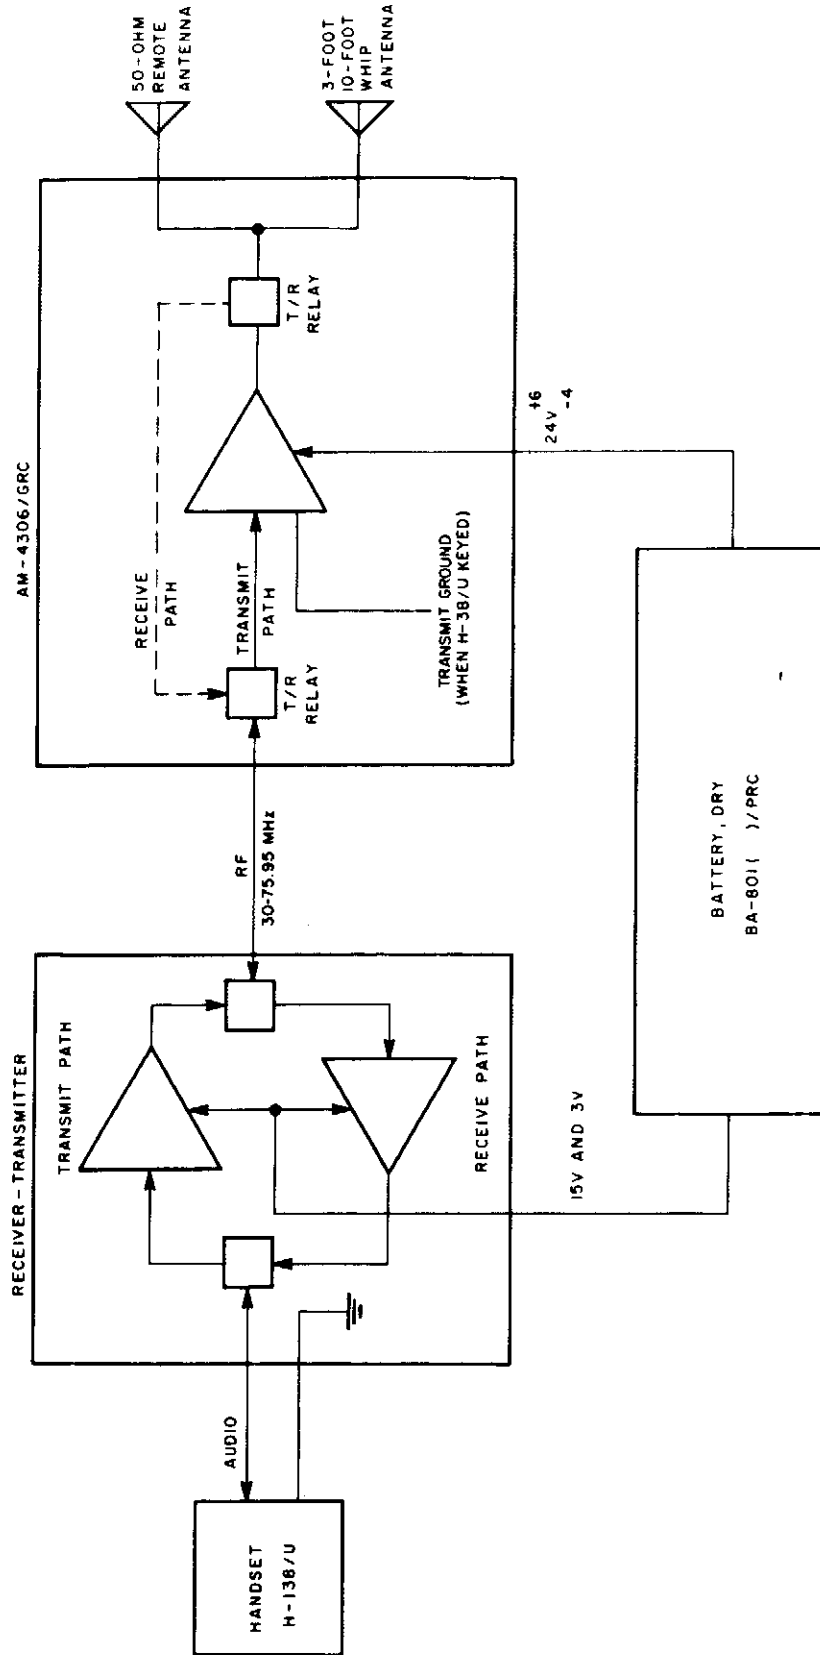 HANDSET
H-138/U
AUDIO
RECEIVER-TRANSMITTER
TRANSMIT PATH
RECEIVE PATH
15V AND 3V
RF
30-75.95 MHz
AM-4306/GRC
RECEIVE
PATH
TRANSMIT
PATH
T/R
RELAY
T/R
RELAY
TRANSMIT GROUND
(WHEN H-38/U KEYED)
+6
24V
-4
50-OHM
REMOTE
ANTENNA
3-FOOT
10-FOOT
WHIP
ANTENNA
BATTERY, DRY
BA-801( )/PRC